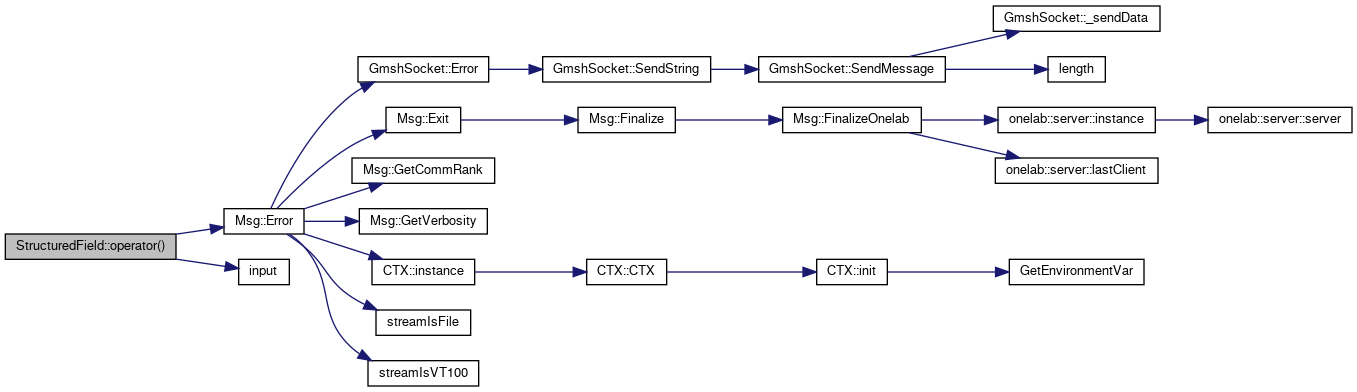 GmshSocket::_sendData
GmshSocket::Error
GmshSocket::SendString
GmshSocket::SendMessage
length
Msg::Exit
Msg::Finalize
Msg::FinalizeOnelab
onelab::server::instance
onelab::server::server
Msg::GetCommRank
onelab::server::lastClient
Msg::Error
Msg::GetVerbosity
StructuredField::operator()
input
CTX::instance
CTX::CTX
CTX::init
GetEnvironmentVar
streamIsFile
streamIsVT100